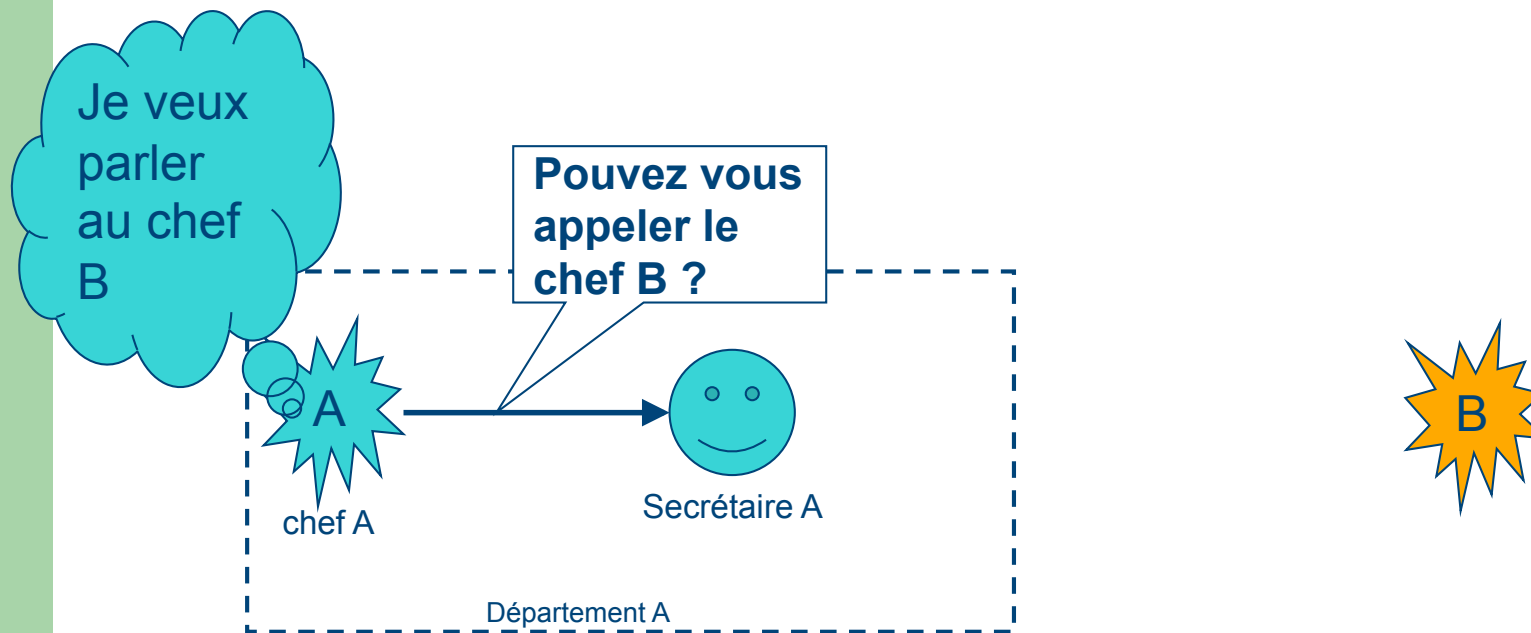 Je veux
parler
au chef
B
Pouvez vous
appeler le
chef B ?
A
B
chef A
Secrétaire A
Département A